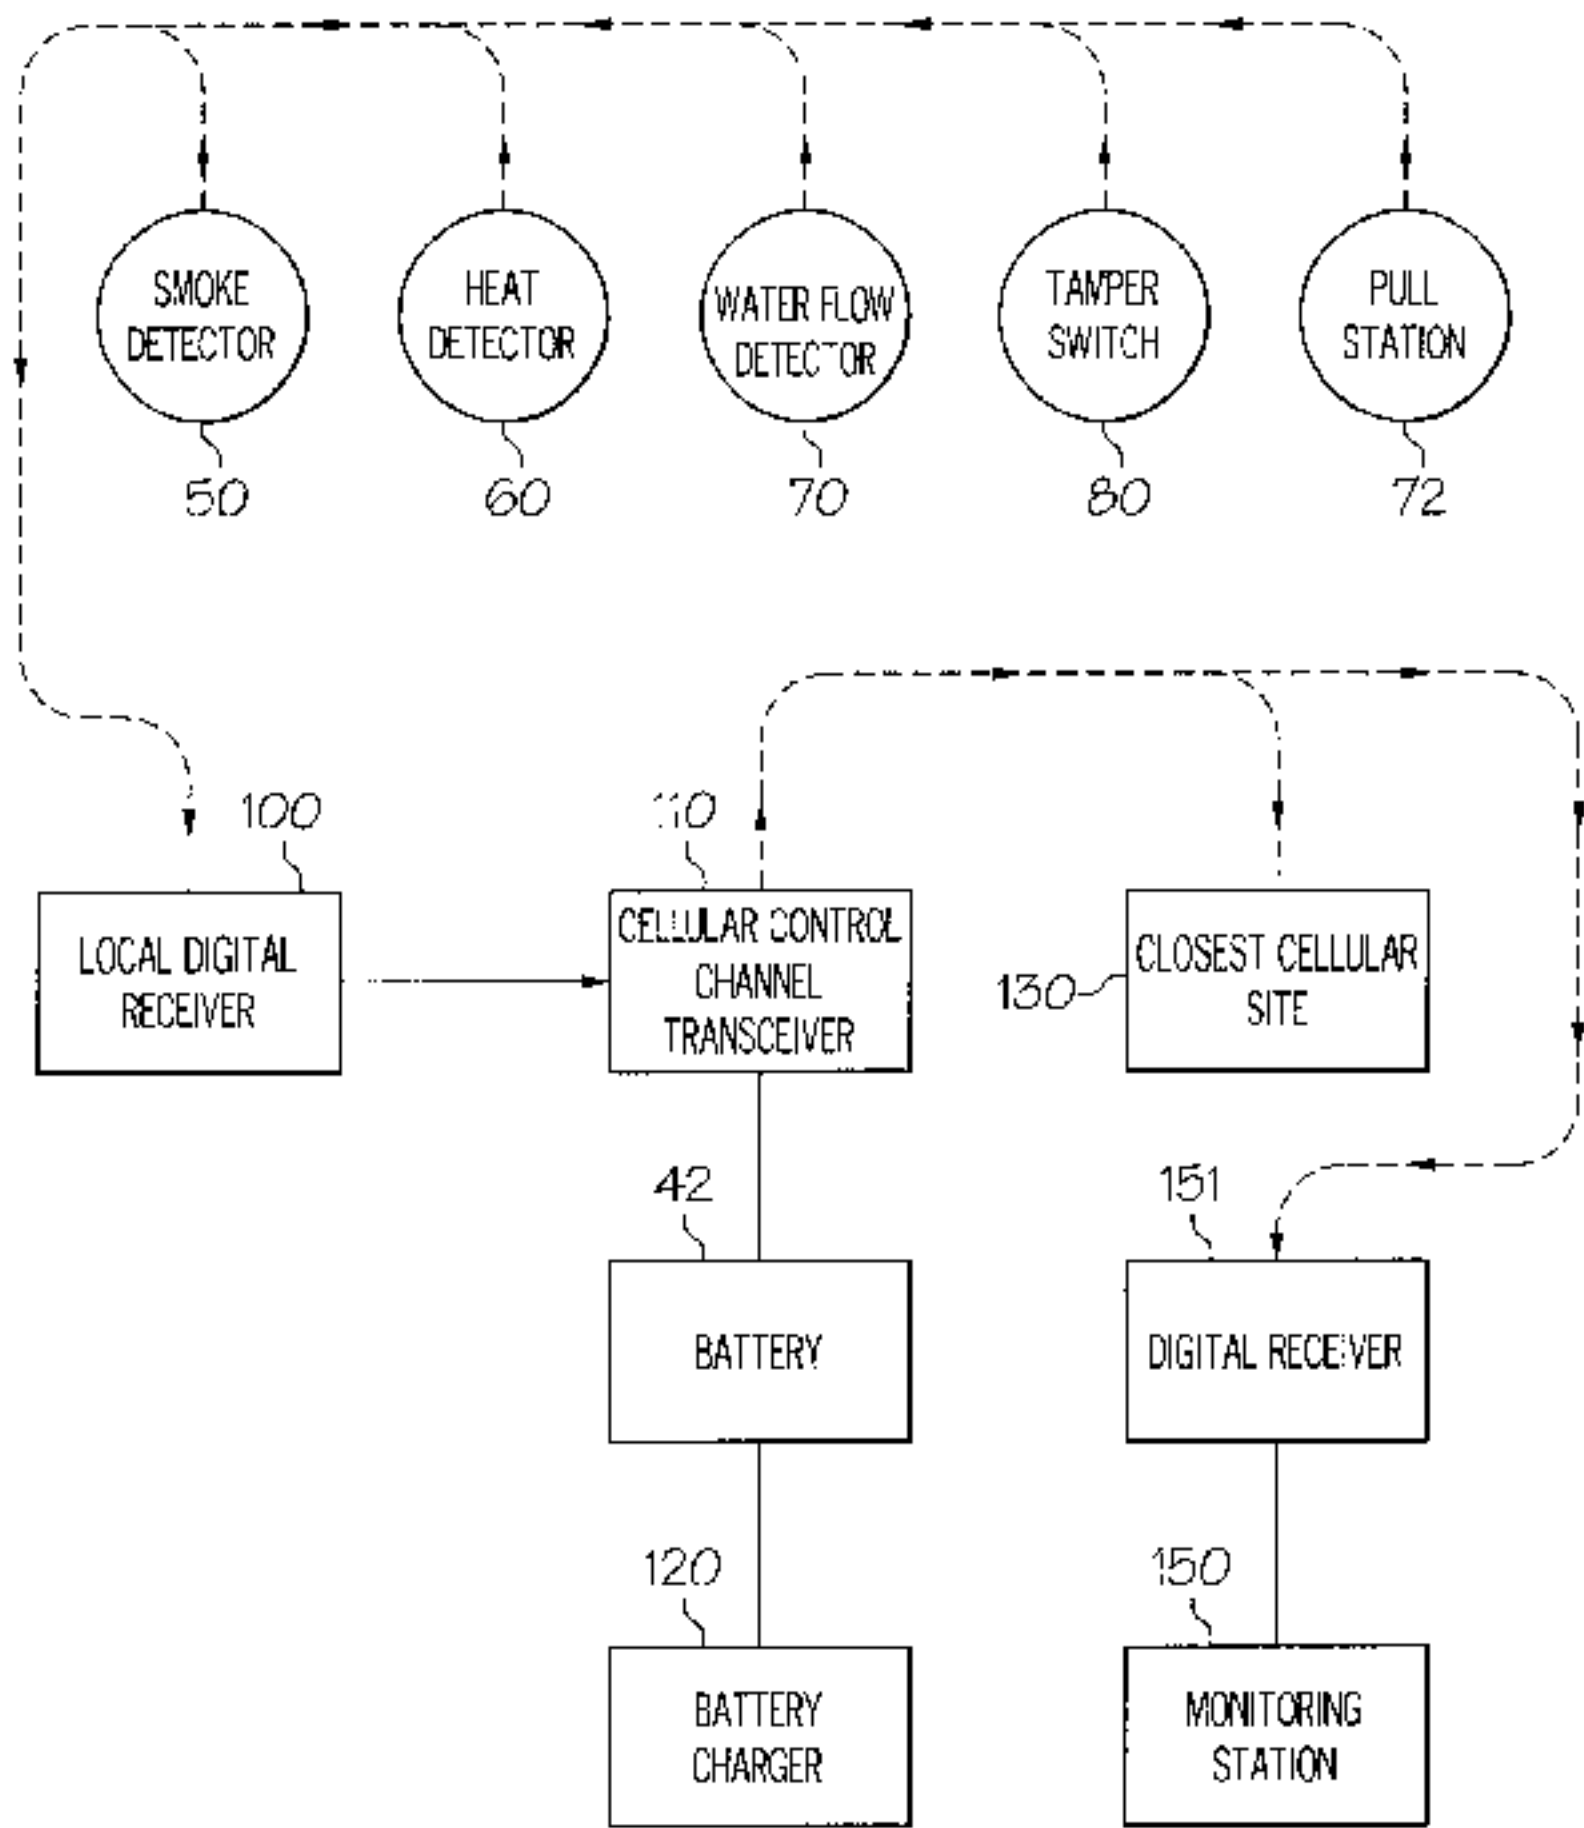 SMOKE
DETECTOR
HEAT
DETECTOR
WATER FLOW
DETECTOR
TAMPER
SWITCH
PULL
STATION
50
60
70
80
72
100
110
LOCAL DIGITAL
RECEIVER
CELLULAR CONTROL
CHANNEL
TRANSCEIVER
130
CLOSEST CELLULAR
SITE
42
151
BATTERY
DIGITAL RECEIVER
120
150
BATTERY
CHARGER
MONITORING
STATION